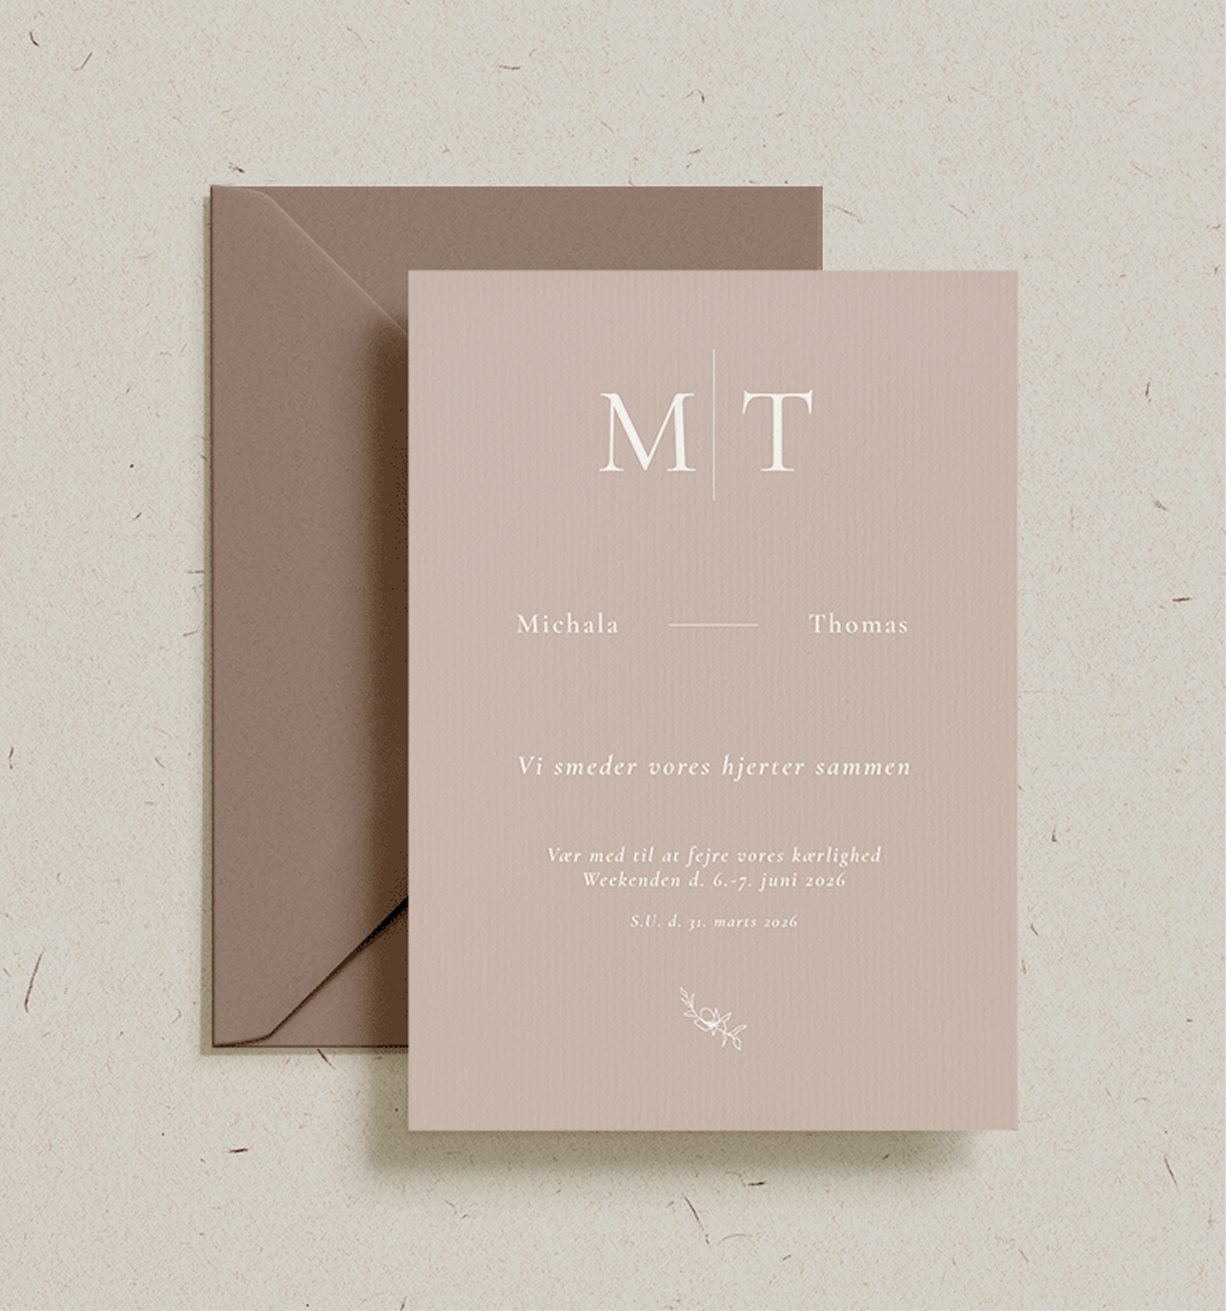 M | T
Michala — Thomas
Vi smeder vores hjerter sammen
Vær med til at fejre vores kærlighed
Weekenden d. 6.-7. juni 2026
S.U. d. 31. marts 2026